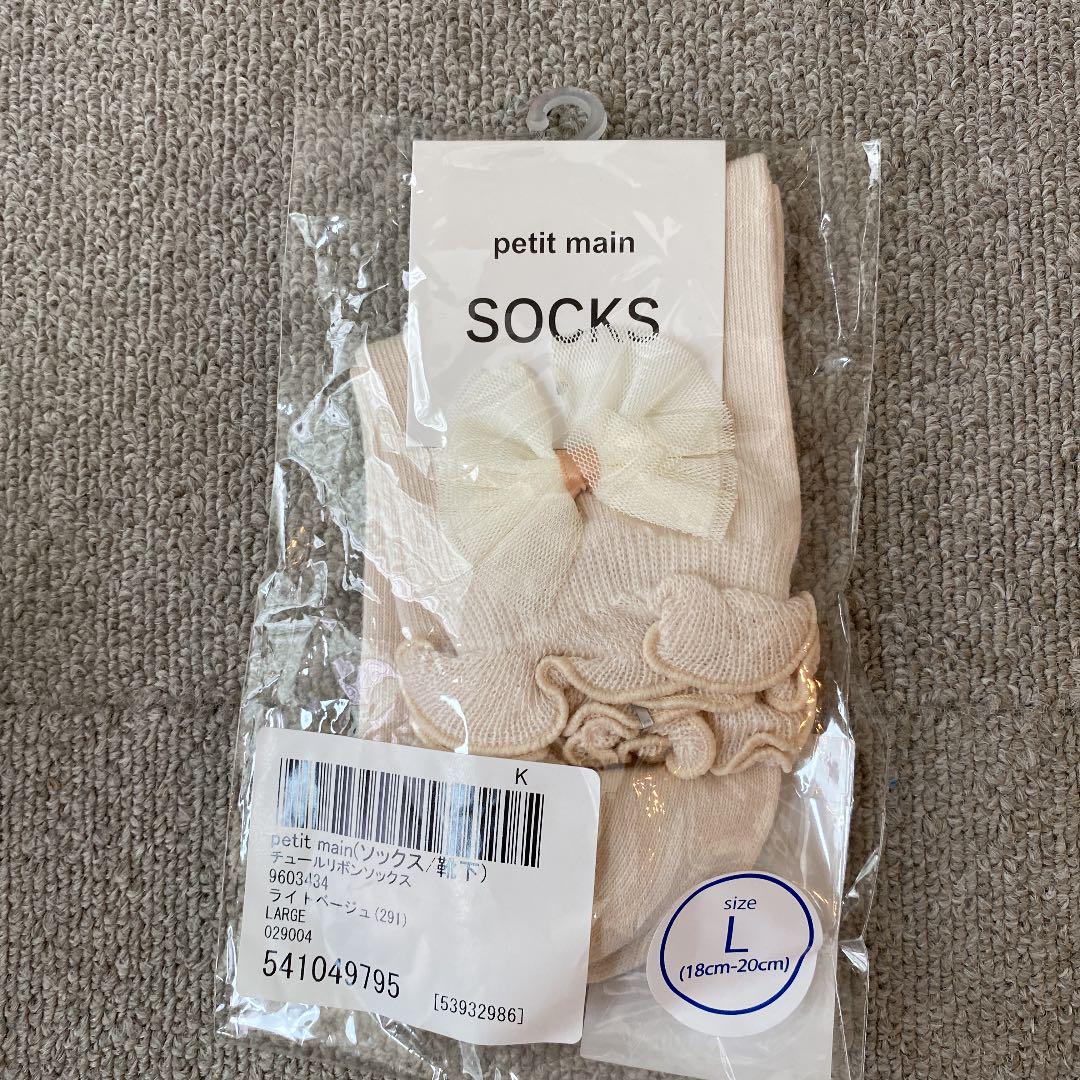 petit main
SOCKS
K
petit main(ソックス/靴下)
チュールリボンソックス
9603434
ライトベージュ(291)
LARGE
029004
541049795
[53932986]
size
L
(18cm-20cm)